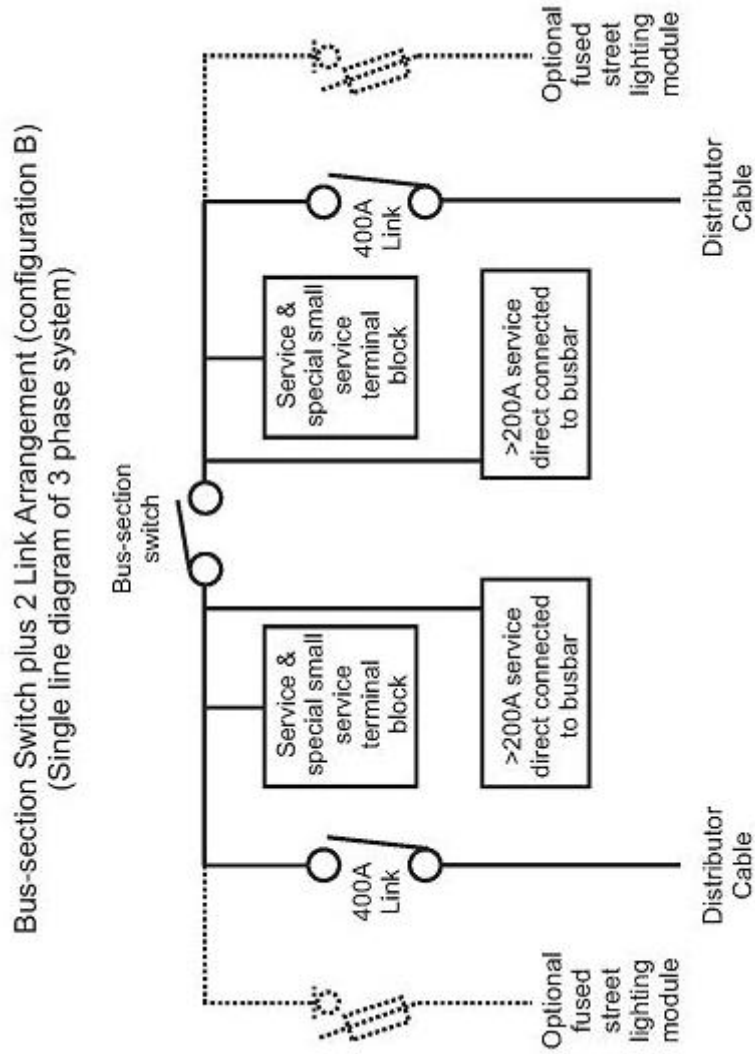 Bus-section Switch plus 2 Link Arrangement (configuration B)
(Single line diagram of 3 phase system)
Bus-section
switch
Service &
special small
service
terminal
block
Service &
special small
service
terminal
block
400A
Link
400A
Link
>200A service
direct connected
to busbar
>200A service
direct connected
to busbar
Optional
fused
street
lighting
module
Distributor
Cable
Distributor
Cable
Optional
fused
street
lighting
module